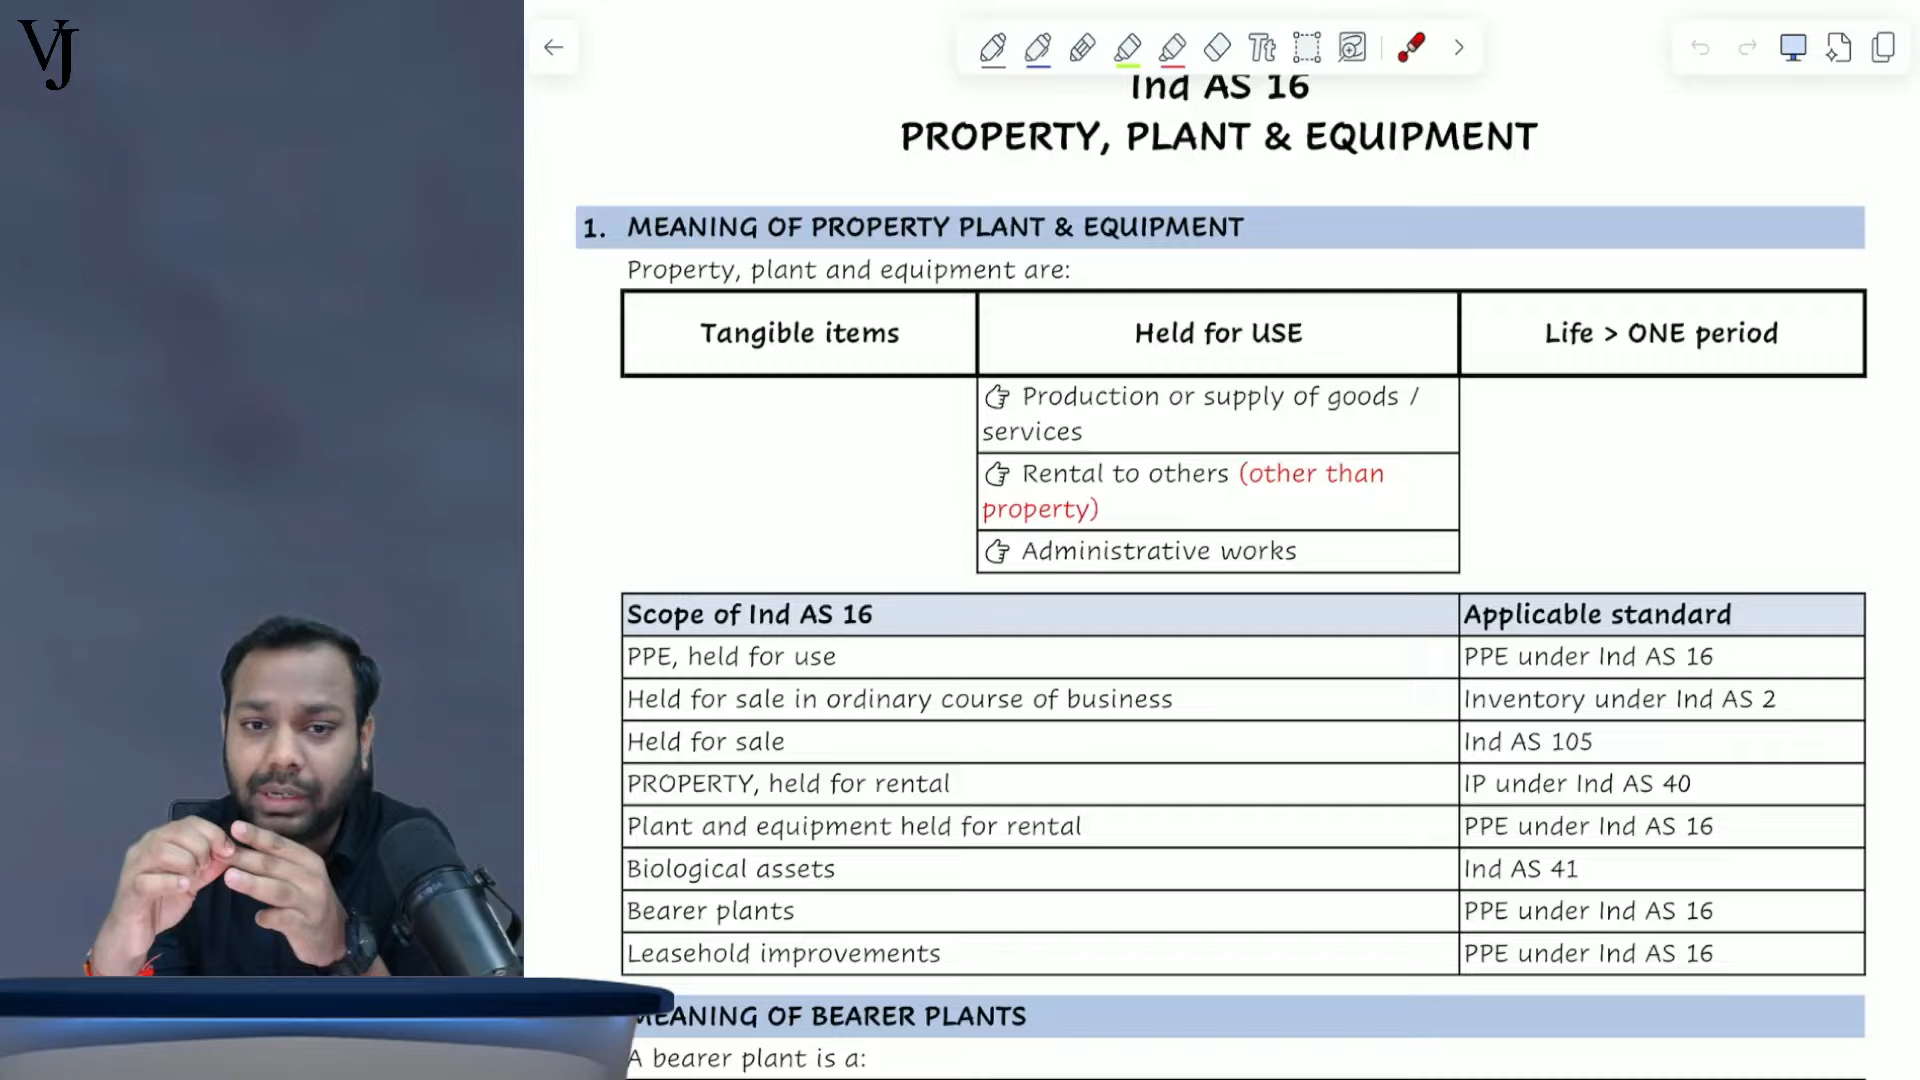 VJ
Tt
Ind AS 16
PROPERTY, PLANT & EQUIPMENT
1. MEANING OF PROPERTY PLANT & EQUIPMENT
Property, plant and equipment are:
Tangible items Held for USE Life > ONE period
Production or supply of goods /
services
Rental to others (other than
property)
Administrative works
Scope of Ind AS 16 Applicable standard
PPE, held for use PPE under Ind AS 16
Held for sale in ordinary course of business Inventory under Ind AS 2
Held for sale Ind AS 105
PROPERTY, held for rental IP under Ind AS 40
Plant and equipment held for rental PPE under Ind AS 16
Biological assets Ind AS 41
Bearer plants PPE under Ind AS 16
Leasehold improvements PPE under Ind AS 16
MEANING OF BEARER PLANTS
A bearer plant is a: